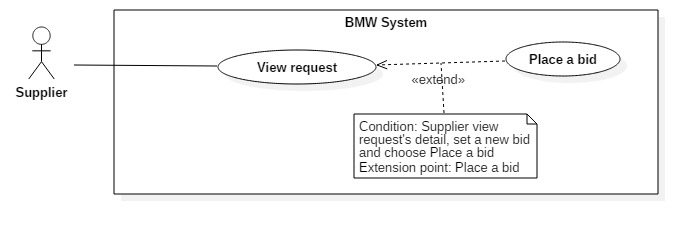 BMW System
Supplier
View request
Place a bid
«extend»
Condition: Supplier view
request's detail, set a new bid
and choose Place a bid
Extension point: Place a bid